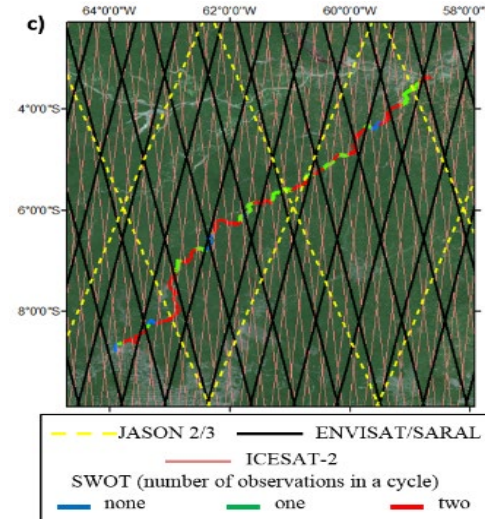 c)
64°0'0"W 62°0'0"W 60°0'0"W 58°0'0"W
4°0'0"S
6°0'0"S
8°0'0"S
JASON 2/3 ENVISAT/SARAL
ICESAT-2
SWOT (number of observations in a cycle)
none one two